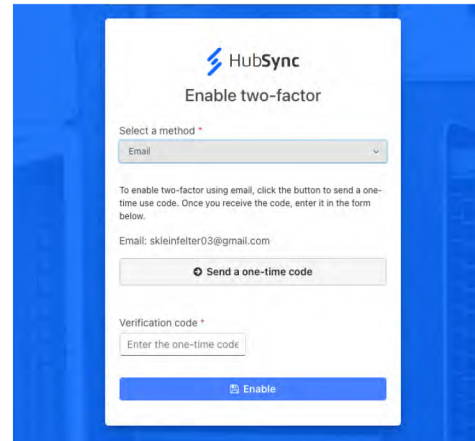 HubSync
Enable two-factor
Select a method *
Email
To enable two-factor using email, click the button to send a one-
time use code. Once you receive the code, enter it in the form
below.
Email: skleinfelter03@gmail.com
Send a one-time code
Verification code *
Enter the one-time code
Enable